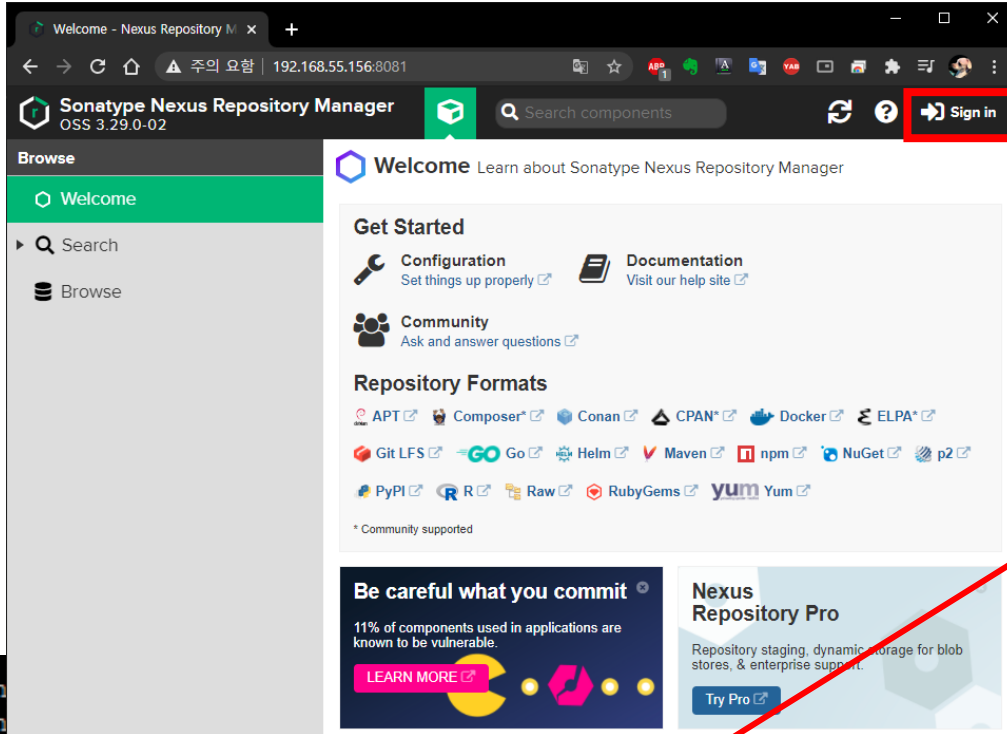 Welcome - Nexus Repository M
주의 요함 | 192.168.55.156:8081
ABP
1
YAB
Sonatype Nexus Repository Manager
OSS 3.29.0-02
Search components
Sign in
Browse
Welcome
Search
Browse
Welcome Learn about Sonatype Nexus Repository Manager
Get Started
Configuration
Set things up properly
Documentation
Visit our help site
Community
Ask and answer questions
Repository Formats
APT Composer* Conan CPAN* Docker ELPA*
Git LFS GO Go Helm Maven npm NuGet p2
PyPI R R Raw RubyGems yum Yum
* Community supported
Be careful what you commit
11% of components used in applications are
known to be vulnerable.
LEARN MORE
Nexus
Repository Pro
Repository staging, dynamic storage for blob
stores, & enterprise support.
Try Pro